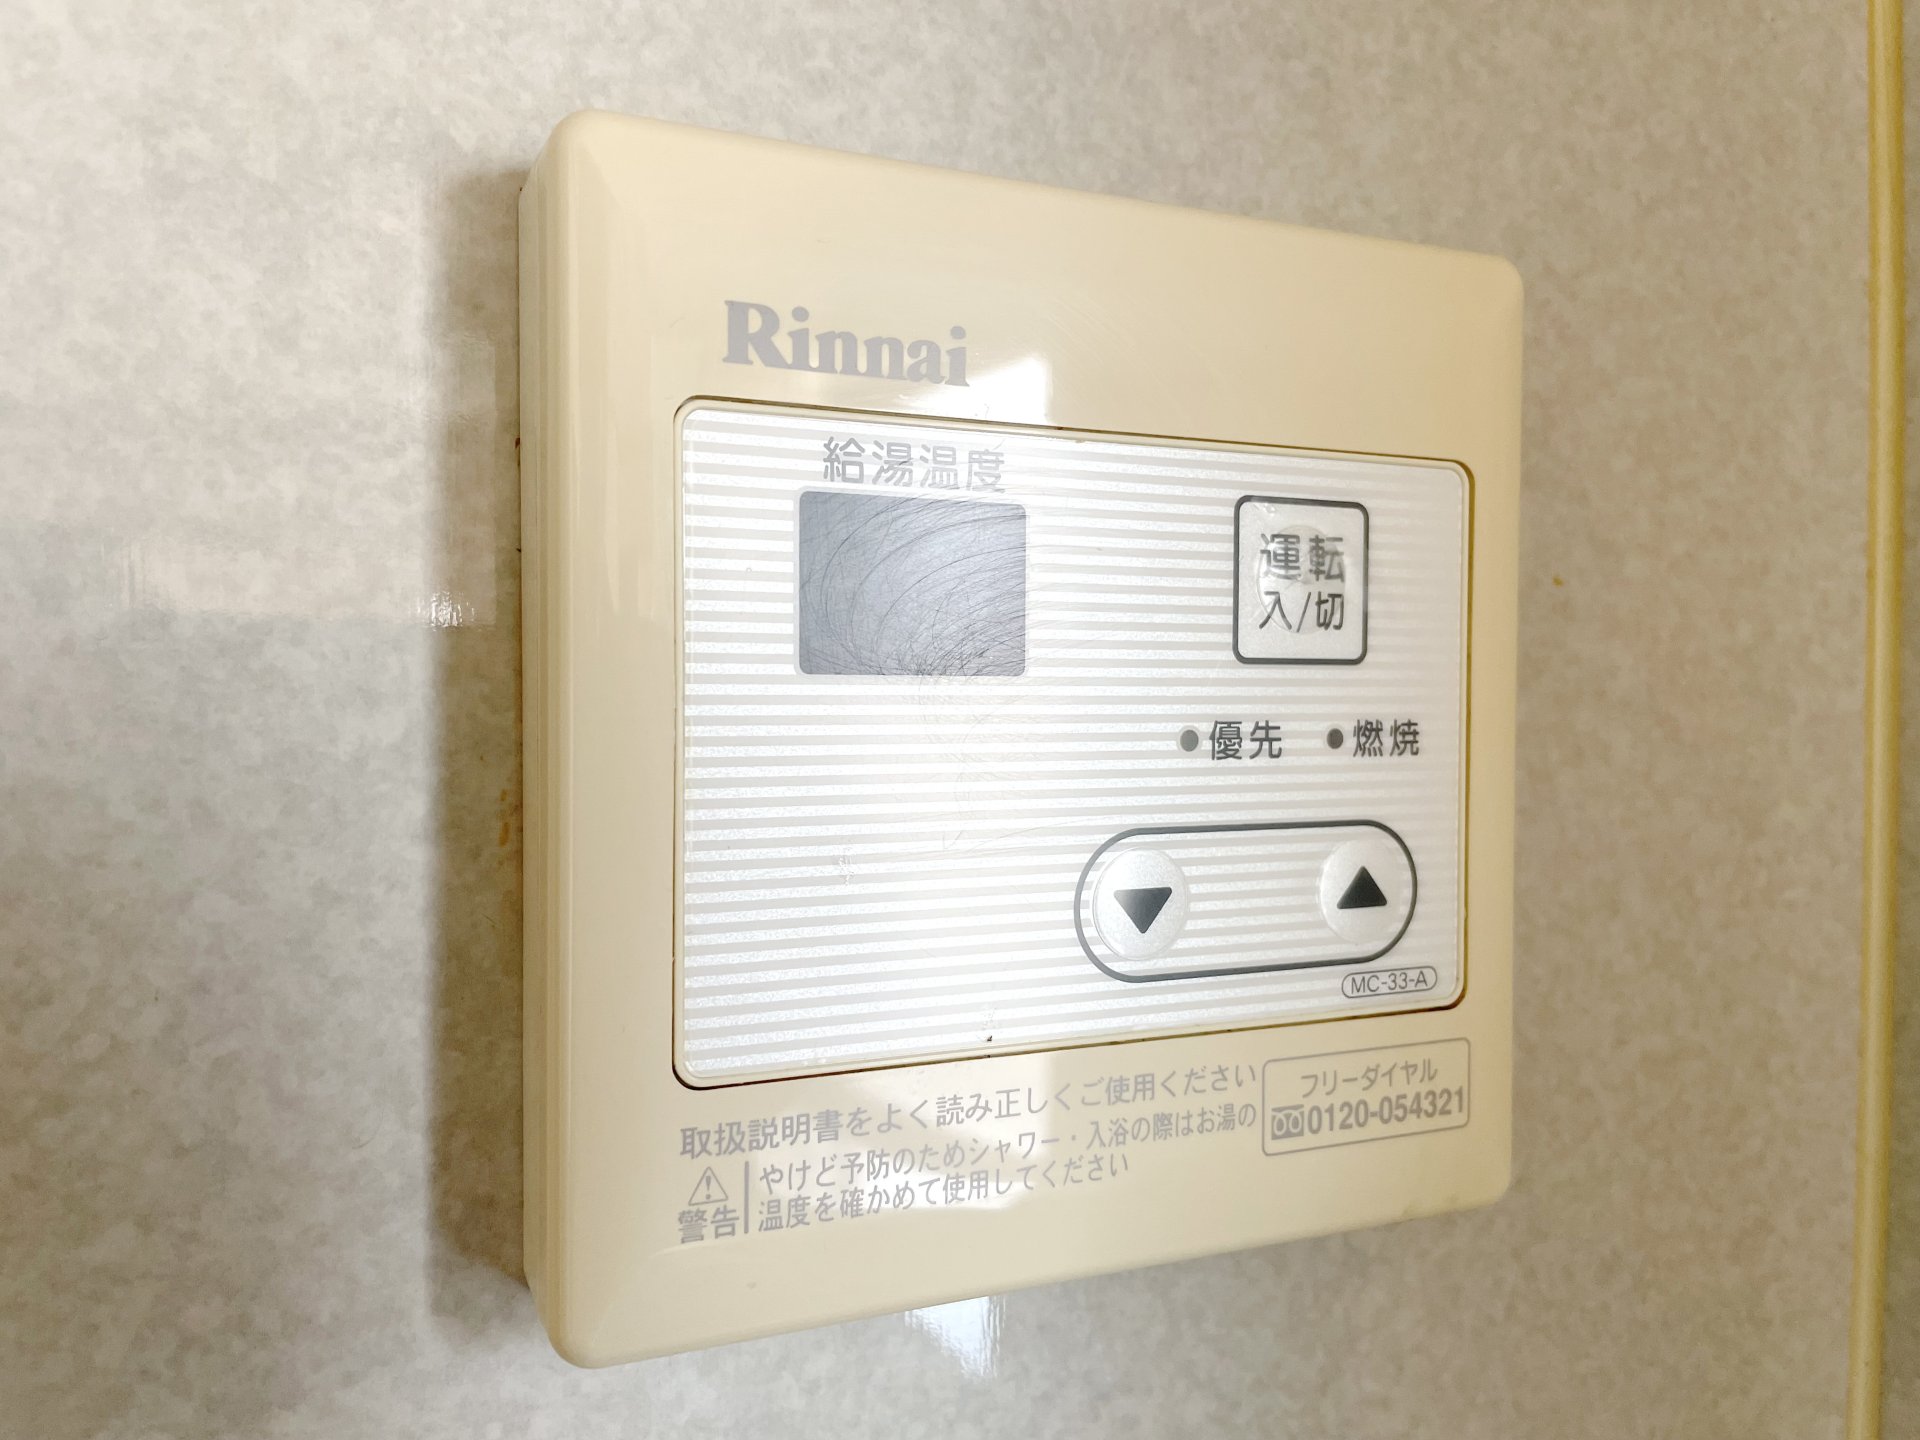 Rinnai
給湯温度
運転
入/切
優先 燃焼
▼ ▲
MC-33-A
取扱説明書をよく読み正しくご使用ください
警告
やけど予防のためシャワー・入浴の際はお湯の
温度を確かめて使用してください
フリーダイヤル
0120-054321